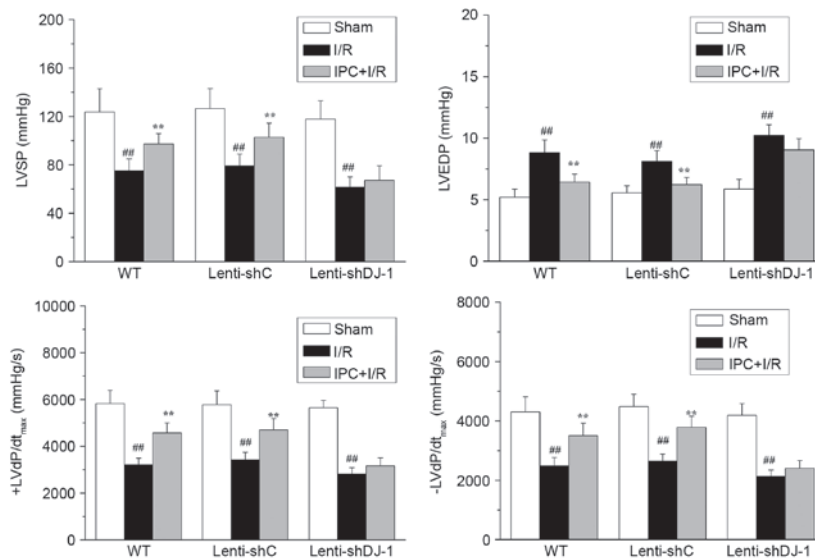 200
160
120
80
40
0
LVSP (mmHg)
Sham
I/R
IPC+I/R
##
**
##
**
##
WT
Lenti-shC
Lenti-shDJ-1
20
15
10
5
0
LVEDP (mmHg)
Sham
I/R
IPC+I/R
##
**
##
**
##
WT
Lenti-shC
Lenti-shDJ-1
10000
8000
6000
4000
2000
0
+LVdP/dtmax (mmHg/s)
Sham
I/R
IPC+I/R
##
**
##
**
##
WT
Lenti-shC
Lenti-shDJ-1
8000
6000
4000
2000
0
-LVdP/dtmax (mmHg/s)
Sham
I/R
IPC+I/R
##
**
##
**
##
WT
Lenti-shC
Lenti-shDJ-1